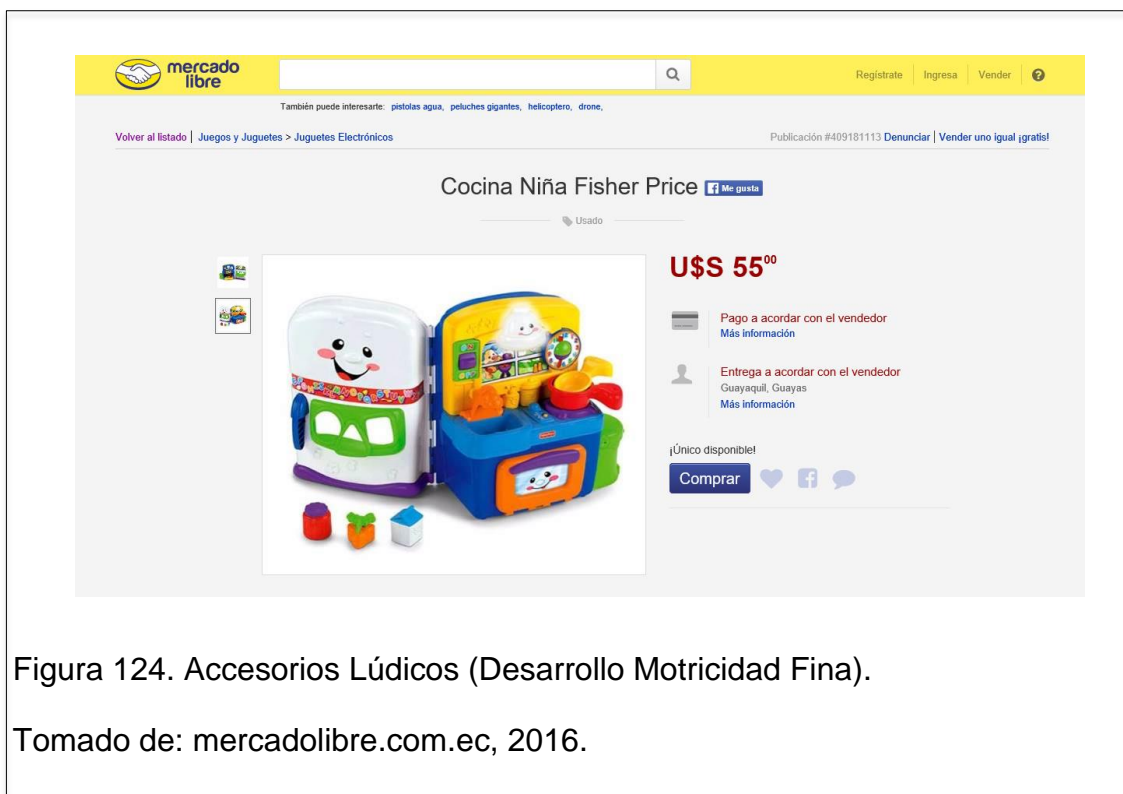 mercado
libre
Regístrate Ingresa Vender ?
También puede interesarte: pistolas agua, peluches gigantes, helicoptero, drone,
Volver al listado | Juegos y Juguetes > Juguetes Electrónicos
Publicación #409181113 Denunciar | Vender uno igual ¡gratis!
Cocina Niña Fisher Price f Me gusta
Usado
U$S 55⁰⁰
Pago a acordar con el vendedor
Más información
Entrega a acordar con el vendedor
Guayaquil, Guayas
Más información
¡Único disponible!
Comprar
Figura 124. Accesorios Lúdicos (Desarrollo Motricidad Fina).
Tomado de: mercadolibre.com.ec, 2016.